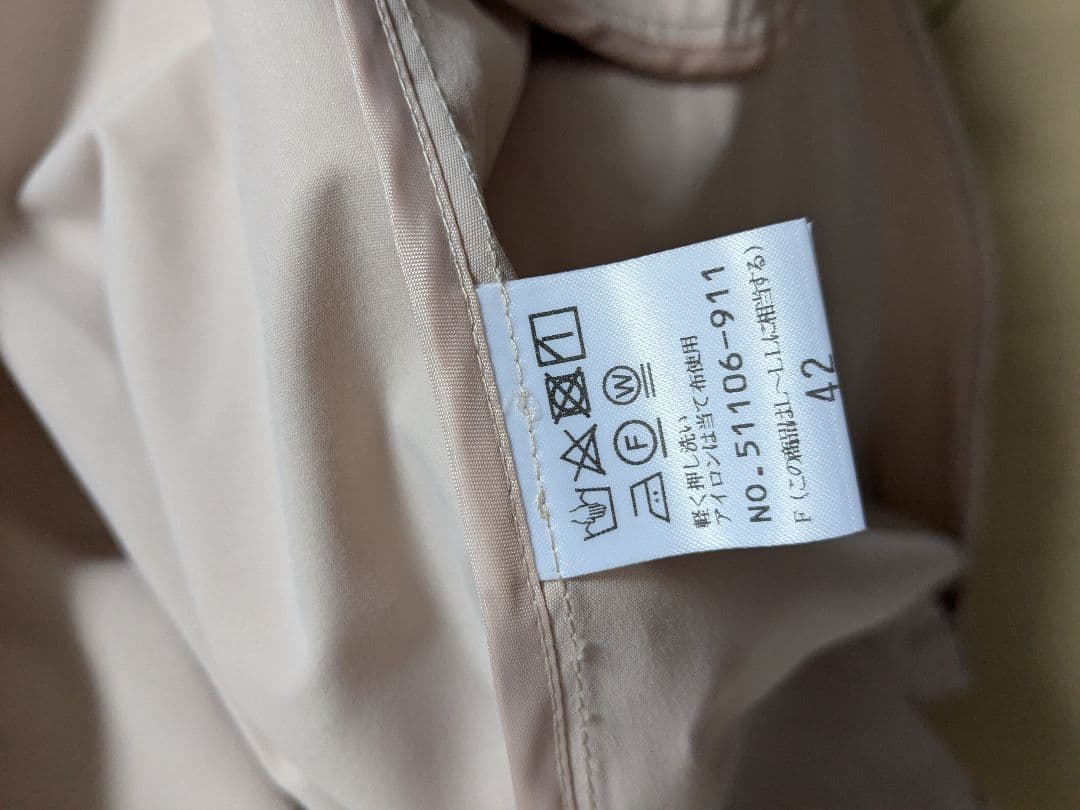 F W
軽く押し洗い
アイロンは当て布使用
NO.51106-911
F(この商品はL〜LLに相当する)
42